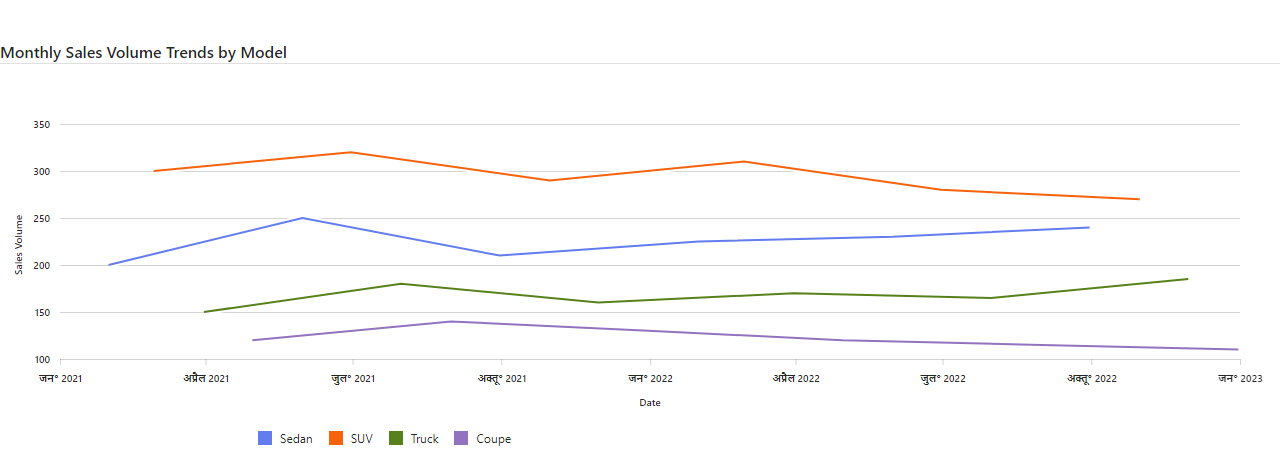 Monthly Sales Volume Trends by Model
350
300
250
200
150
100
Sales Volume
जन॰ 2021 अप्रैल 2021 जुल॰ 2021 अक्तू॰ 2021 जन॰ 2022 अप्रैल 2022 जुल॰ 2022 अक्तू॰ 2022 जन॰ 2023
Date
Sedan SUV Truck Coupe